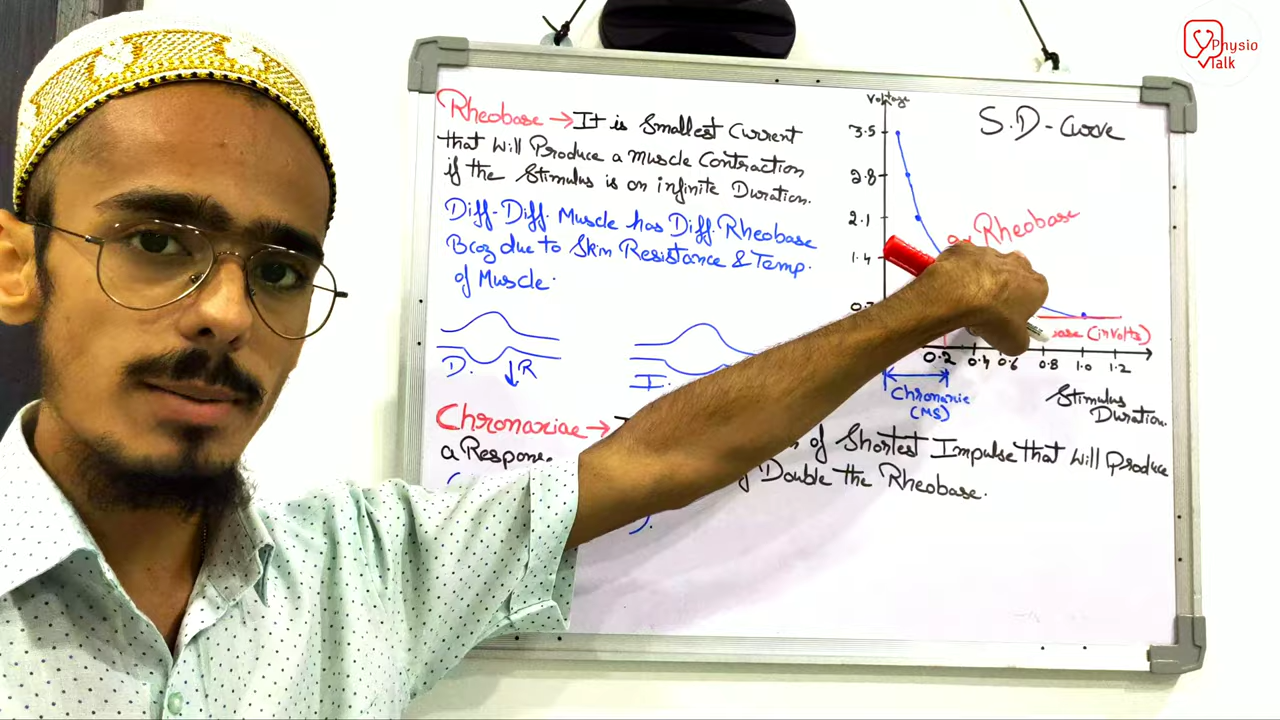 Physio
Talk
Rheobase → It is Smallest Current
that will Produce a Muscle Contraction
if the Stimulus is on infinite Duration.
Diff-Diff. Muscle has Diff. Rheobase
Bcoz due to Skin Resistance & Temp.
of Muscle.
D. R
I.
Chronaxiae →
a Response
of Shortest Impulse that will Produce
Double the Rheobase.
S.D-Curve
Voltage
3.5
2.8
2.1
1.4
Rheobase
(in Volts)
0.2 0.4 0.6 0.8 1.0 1.2
Chronaxie
(MS)
Stimulus
Duration.